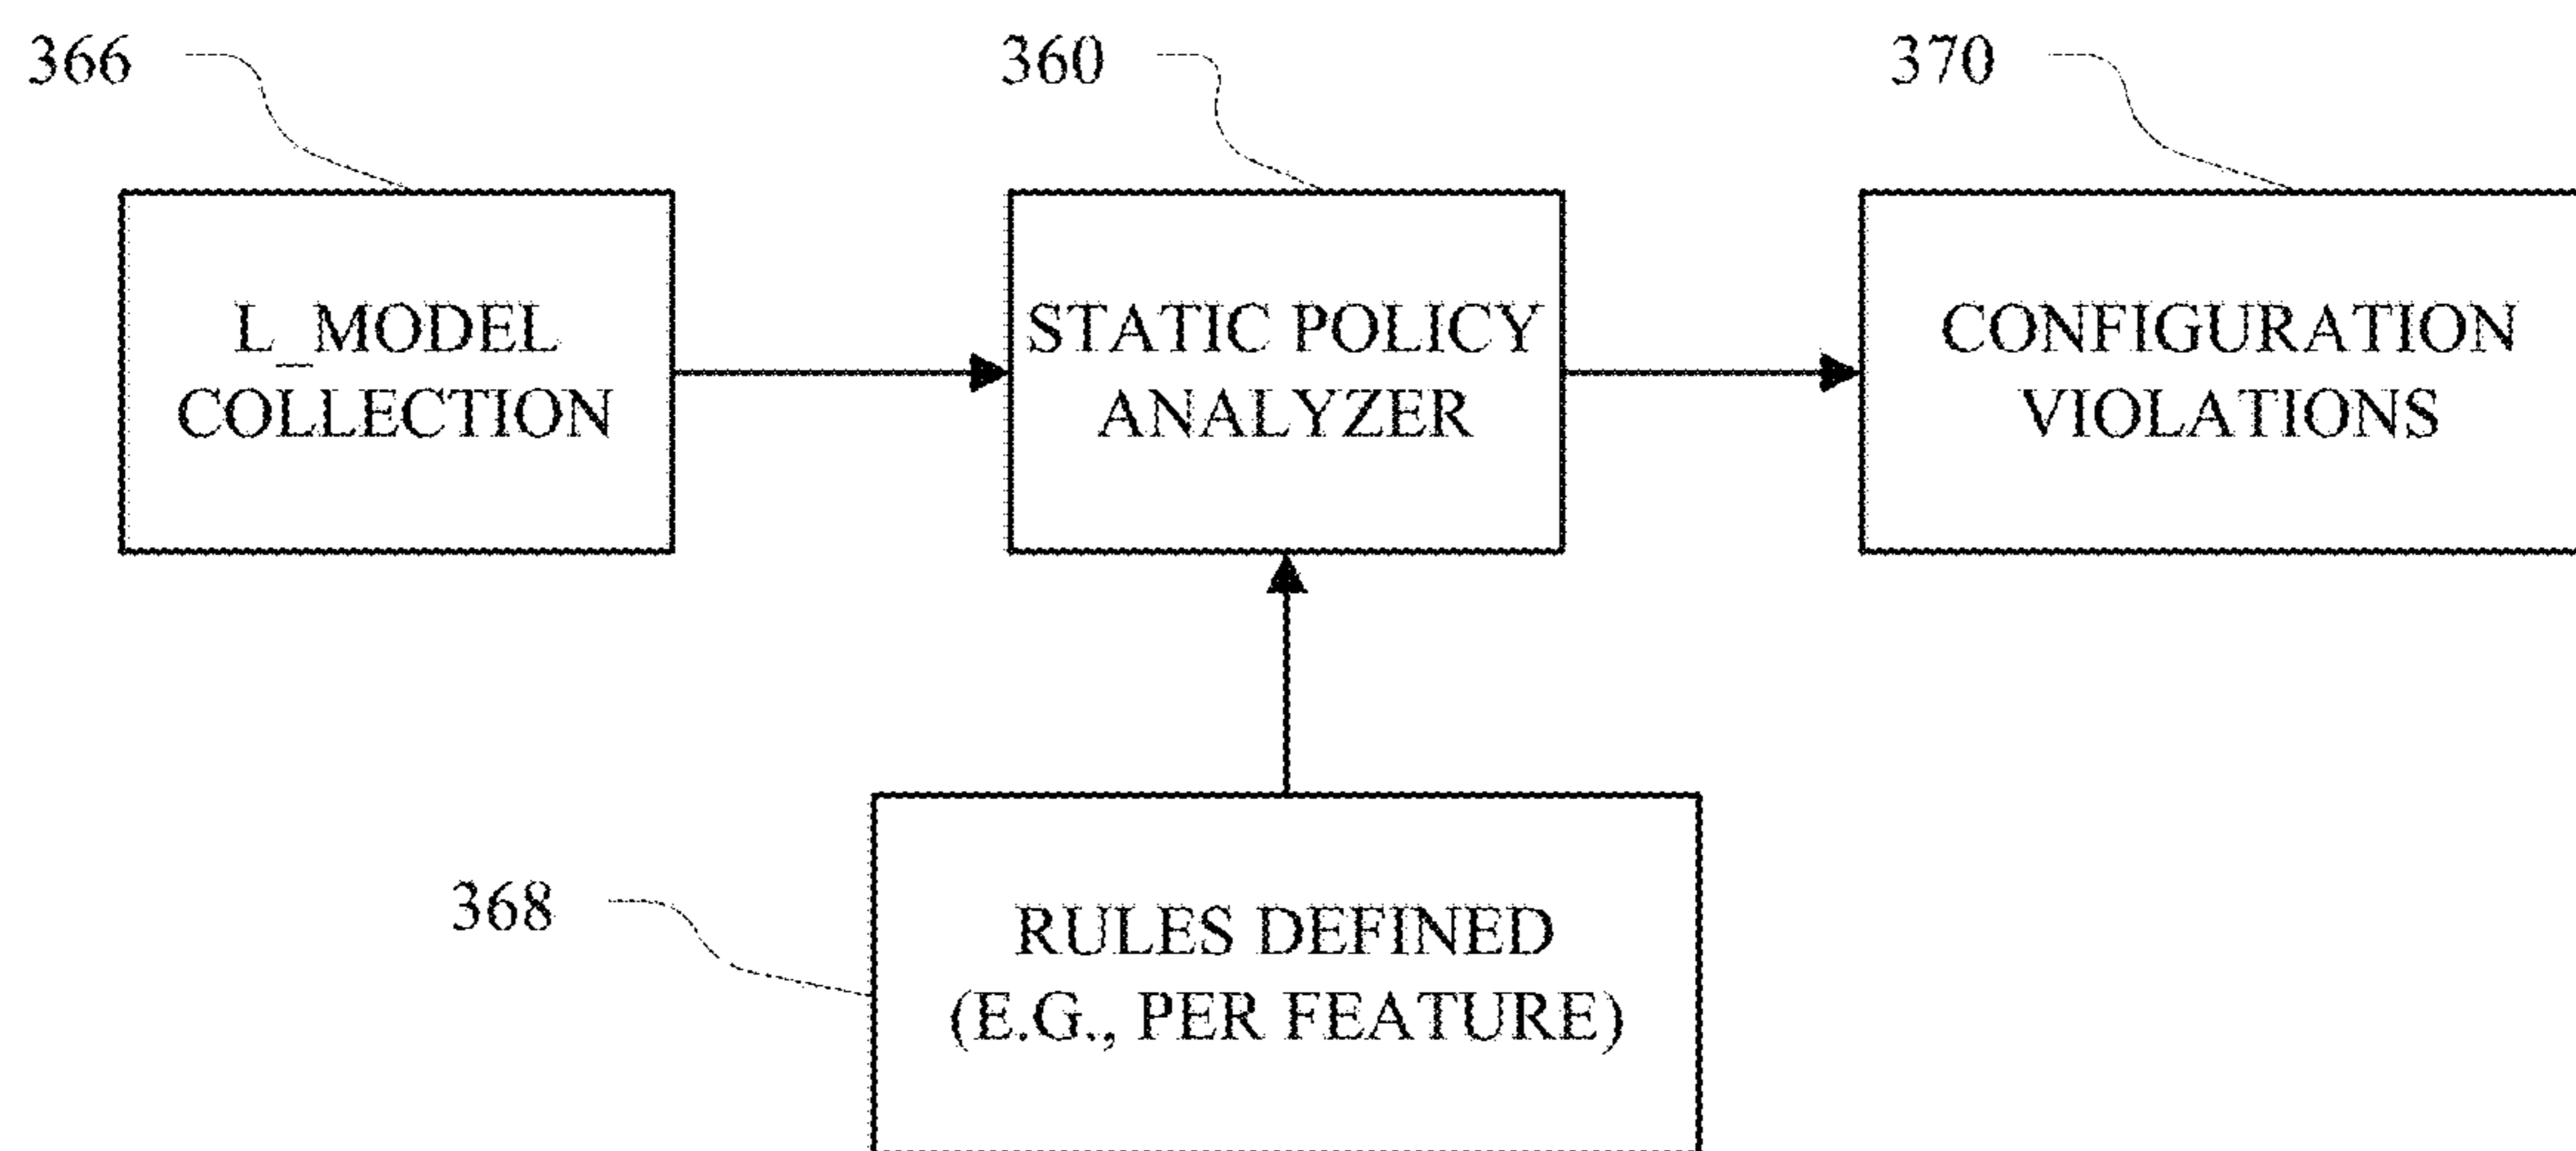 366
360
370
L_MODEL
COLLECTION
STATIC POLICY
ANALYZER
CONFIGURATION
VIOLATIONS
368
RULES DEFINED
(E.G., PER FEATURE)